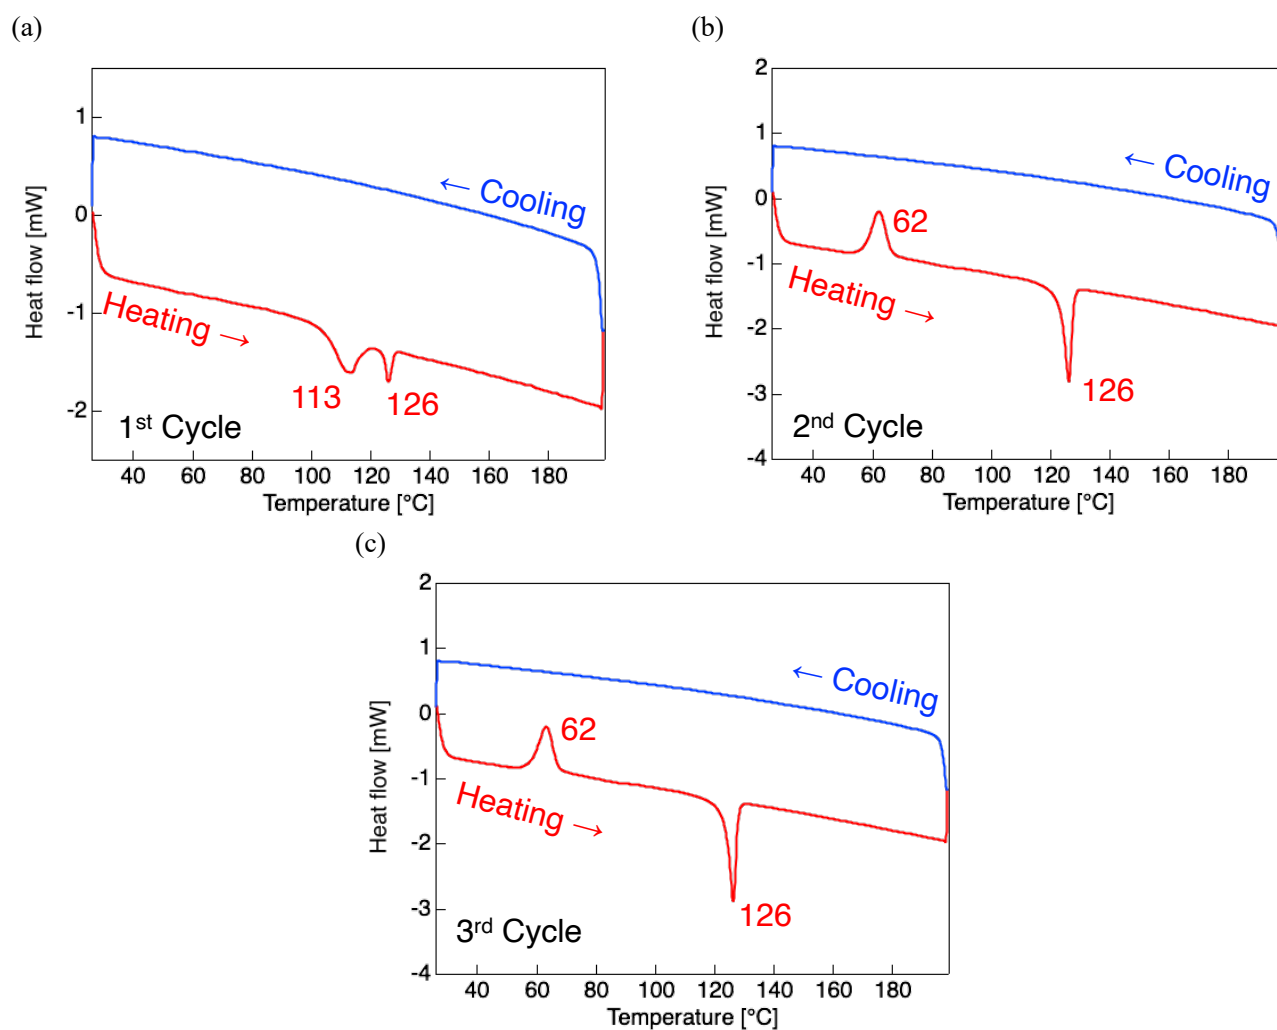 (a)
1
0
-1
-2
Heat flow [mW]
← Cooling
Heating →
113
126
1st Cycle
40 60 80 100 120 140 160 180
Temperature [°C]
(b)
2
1
0
-1
-2
-3
-4
Heat flow [mW]
← Cooling
62
Heating →
126
2nd Cycle
40 60 80 100 120 140 160 180
Temperature [°C]
(c)
2
1
0
-1
-2
-3
-4
Heat flow [mW]
← Cooling
62
Heating →
126
3rd Cycle
40 60 80 100 120 140 160 180
Temperature [°C]